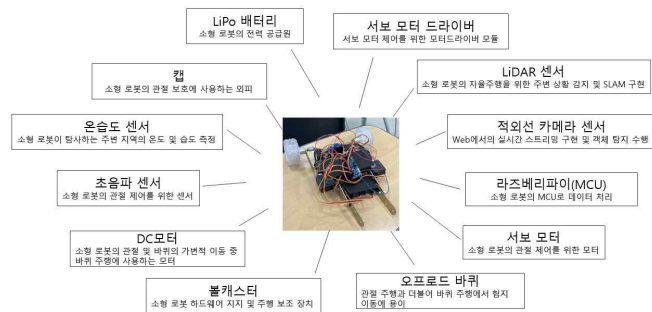 LiPo 배터리
소형 로봇의 전력 공급원
서보 모터 드라이버
서보 모터 제어를 위한 모터드라이버 모듈
캡
소형 로봇의 관절 보호에 사용하는 외피
LiDAR 센서
소형 로봇의 자율주행을 위한 주변 상황 감지 및 SLAM 구현
온습도 센서
소형 로봇이 탐사하는 주변 지역의 온도 및 습도 측정
적외선 카메라 센서
Web에서의 실시간 스트리밍 구현 및 객체 탐지 수행
초음파 센서
소형 로봇의 관절 제어를 위한 센서
라즈베리파이(MCU)
소형 로봇의 MCU로 데이터 처리
DC모터
소형 로봇의 관절 및 바퀴의 가변적 이동 중
바퀴 주행에 사용하는 모터
서보 모터
소형 로봇의 관절 제어를 위한 모터
볼캐스터
소형 로봇 하드웨어 지지 및 주행 보조 장치
오프로드 바퀴
관절 주행과 더불어 바퀴 주행에서 험지
이동에 용이